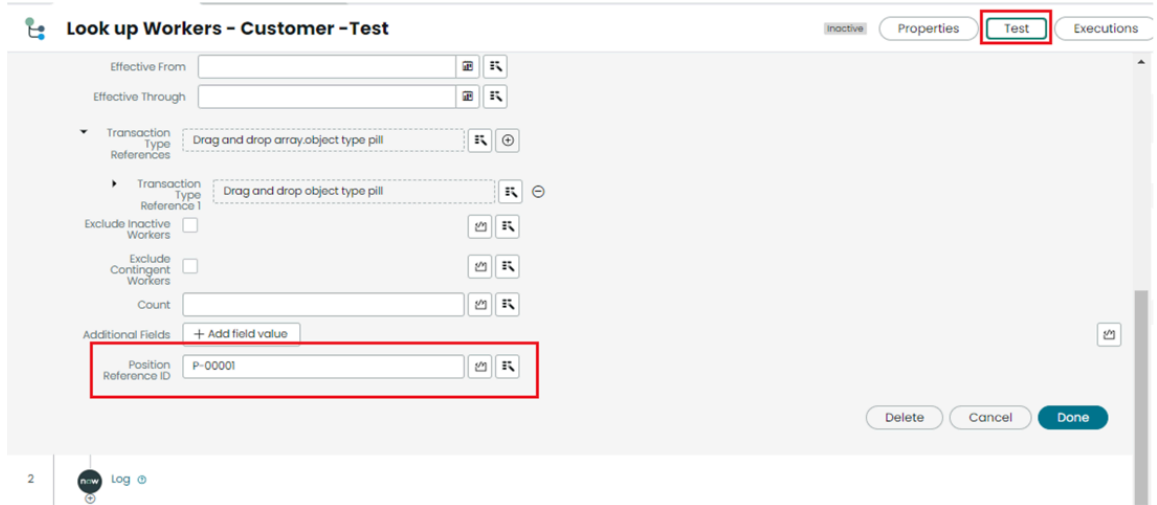 Look up Workers - Customer -Test
Inactive
Properties
Test
Executions
Effective From
Effective Through
Transaction
Type
References
Drag and drop array.object type pill
Transaction
Type
Reference 1
Drag and drop object type pill
Exclude Inactive
Workers
Exclude
Contingent
Workers
Count
Additional Fields
+ Add field value
Position
Reference ID
P-00001
Delete
Cancel
Done
2
now
Log